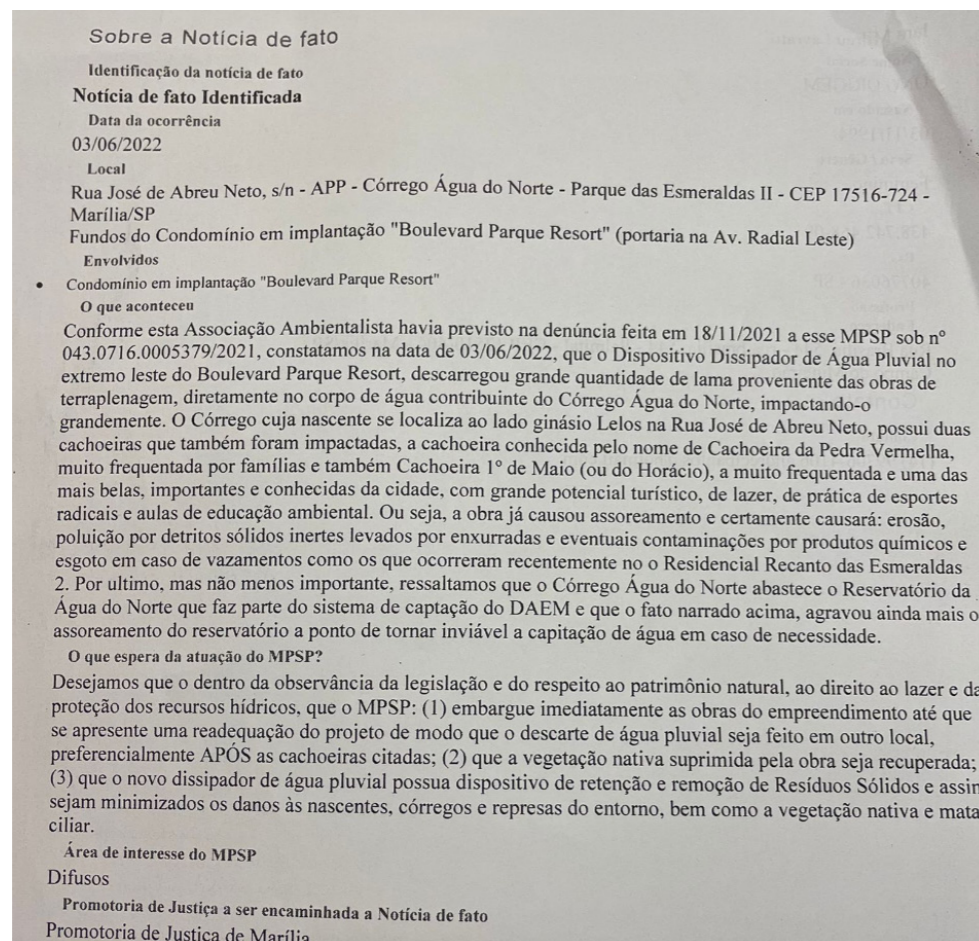 Sobre a Notícia de fato
Identificação da notícia de fato
Notícia de fato Identificada
Data da ocorrência
03/06/2022
Local
Rua José de Abreu Neto, s/n - APP - Córrego Água do Norte - Parque das Esmeraldas II - CEP 17516-724 -
Marília/SP
Fundos do Condomínio em implantação "Boulevard Parque Resort" (portaria na Av. Radial Leste)
Envolvidos
• Condomínio em implantação "Boulevard Parque Resort"
O que aconteceu
Conforme esta Associação Ambientalista havia previsto na denúncia feita em 18/11/2021 a esse MPSP sob nº
043.0716.0005379/2021, constatamos na data de 03/06/2022, que o Dispositivo Dissipador de Água Pluvial no
extremo leste do Boulevard Parque Resort, descarregou grande quantidade de lama proveniente das obras de
terraplenagem, diretamente no corpo de água contribuinte do Córrego Água do Norte, impactando-o
grandemente. O Córrego cuja nascente se localiza ao lado ginásio Lelos na Rua José de Abreu Neto, possui duas
cachoeiras que também foram impactadas, a cachoeira conhecida pelo nome de Cachoeira da Pedra Vermelha,
muito frequentada por famílias e também Cachoeira 1º de Maio (ou do Horácio), a muito frequentada e uma das
mais belas, importantes e conhecidas da cidade, com grande potencial turístico, de lazer, de prática de esportes
radicais e aulas de educação ambiental. Ou seja, a obra já causou assoreamento e certamente causará: erosão,
poluição por detritos sólidos inertes levados por enxurradas e eventuais contaminações por produtos químicos e
esgoto em caso de vazamentos como os que ocorreram recentemente no o Residencial Recanto das Esmeraldas
2. Por ultimo, mas não menos importante, ressaltamos que o Córrego Água do Norte abastece o Reservatório da
Água do Norte que faz parte do sistema de captação do DAEM e que o fato narrado acima, agravou ainda mais o
assoreamento do reservatório a ponto de tornar inviável a capitação de água em caso de necessidade.
O que espera da atuação do MPSP?
Desejamos que o dentro da observância da legislação e do respeito ao patrimônio natural, ao direito ao lazer e da
proteção dos recursos hídricos, que o MPSP: (1) embargue imediatamente as obras do empreendimento até que
se apresente uma readequação do projeto de modo que o descarte de água pluvial seja feito em outro local,
preferencialmente APÓS as cachoeiras citadas; (2) que a vegetação nativa suprimida pela obra seja recuperada;
(3) que o novo dissipador de água pluvial possua dispositivo de retenção e remoção de Resíduos Sólidos e assim
sejam minimizados os danos às nascentes, córregos e represas do entorno, bem como a vegetação nativa e mata
ciliar.
Área de interesse do MPSP
Difusos
Promotoria de Justiça a ser encaminhada a Notícia de fato
Promotoria de Justiça de Marília